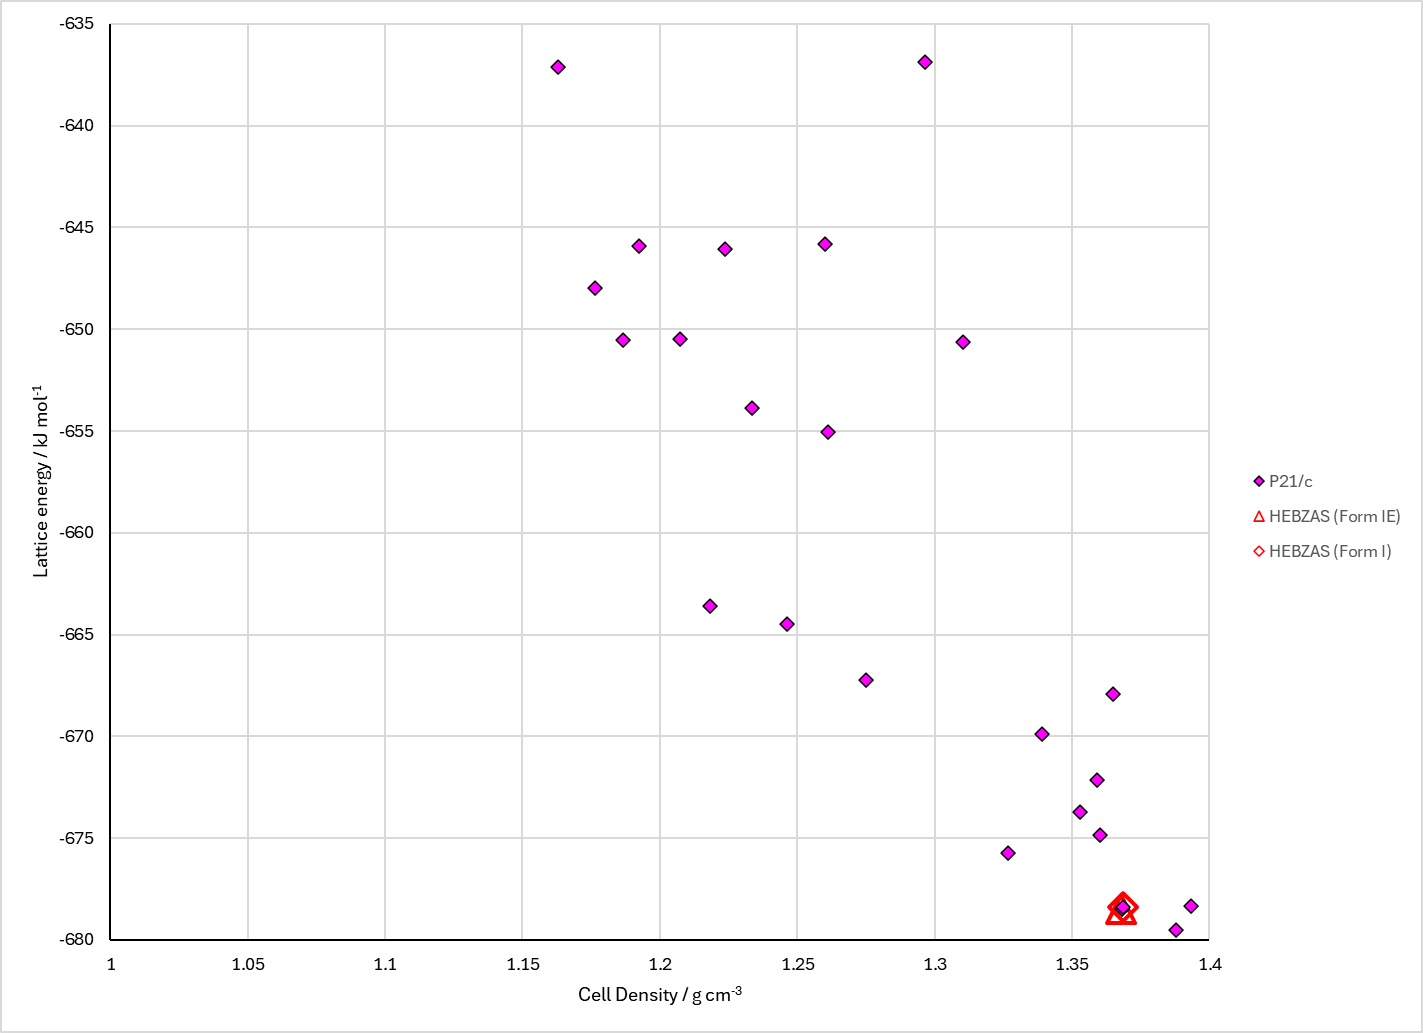 -635
-640
-645
-650
-655
-660
-665
-670
-675
-680
Lattice energy / kJ mol-1
1 1.05 1.1 1.15 1.2 1.25 1.3 1.35 1.4
Cell Density / g cm-3
P21/c
HEBZAS (Form IE)
HEBZAS (Form I)